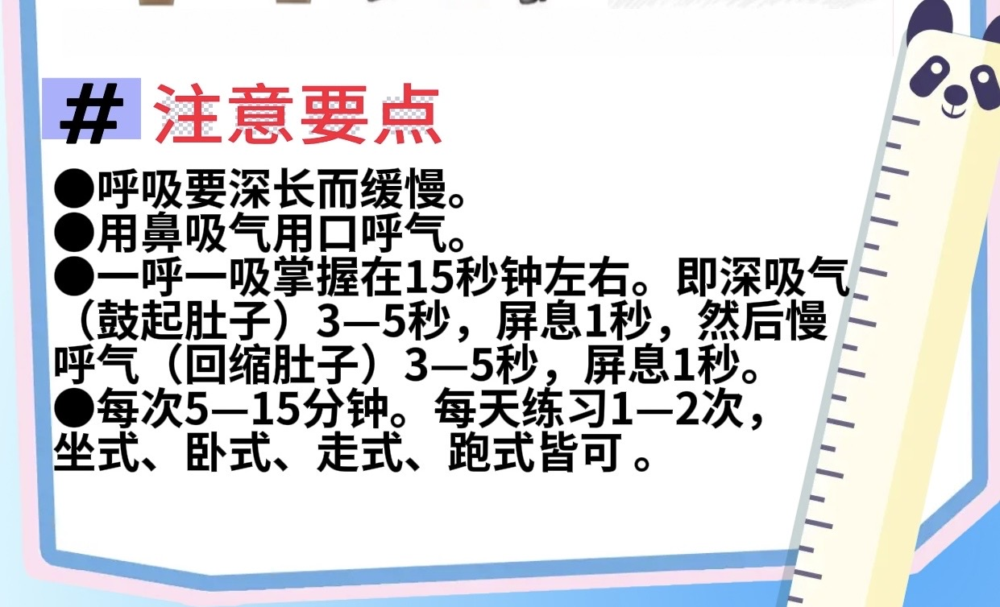 # 注意要点
●呼吸要深长而缓慢。
●用鼻吸气用口呼气。
●一呼一吸掌握在15秒钟左右。即深吸气
（鼓起肚子）3—5秒，屏息1秒，然后慢
呼气（回缩肚子）3—5秒，屏息1秒。
●每次5—15分钟。每天练习1—2次，
坐式、卧式、走式、跑式皆可 。